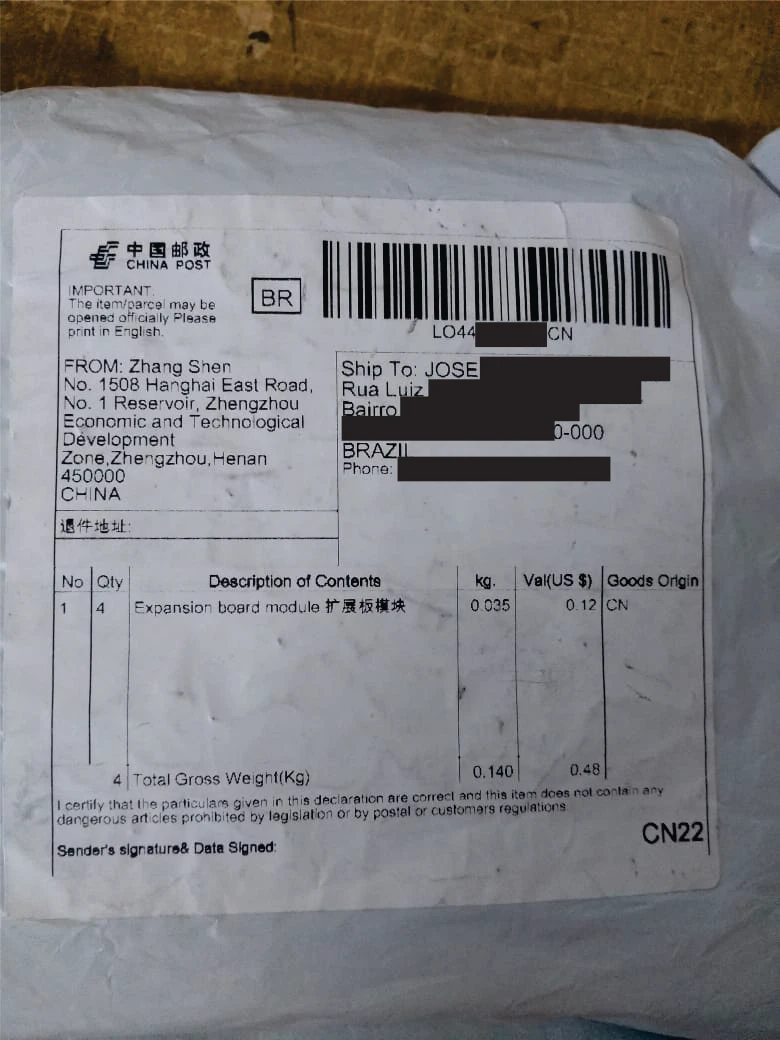 中国邮政
CHINA POST
IMPORTANT.
The item/parcel may be
opened officially Please
print in English.
BR
LO44 CN
FROM: Zhang Shen
No. 1508 Hanghai East Road,
No. 1 Reservoir, Zhengzhou
Economic and Technological
Development
Zone,Zhengzhou,Henan
450000
CHINA
退件地址:
Ship To: JOSE
Rua Luiz
Bairro
0-000
BRAZIL
Phone:
No Qty Description of Contents kg. Val(US $) Goods Origin
1 4 Expansion board module 扩展板模块 0.035 0.12 CN
4 Total Gross Weight(Kg) 0.140 0.48
I certify that the particulars given in this declaration are correct and this item does not contain any
dangerous articles prohibited by legislation or by postal or customers regulations
Sender's signature& Data Signed:
CN22